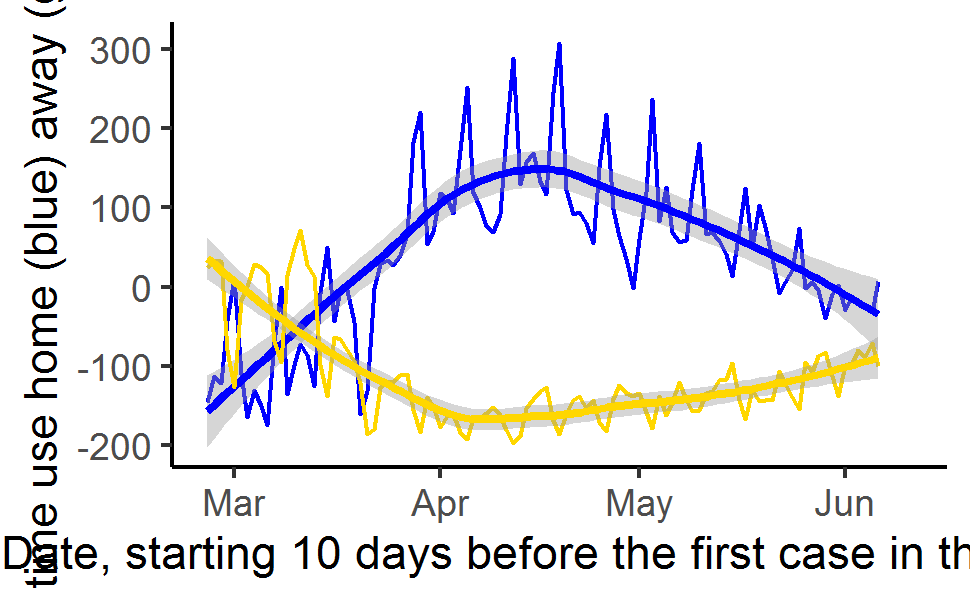 time use home (blue) away (
300
200
100
0
-100
-200
Mar Apr May Jun
Date, starting 10 days before the first case in th